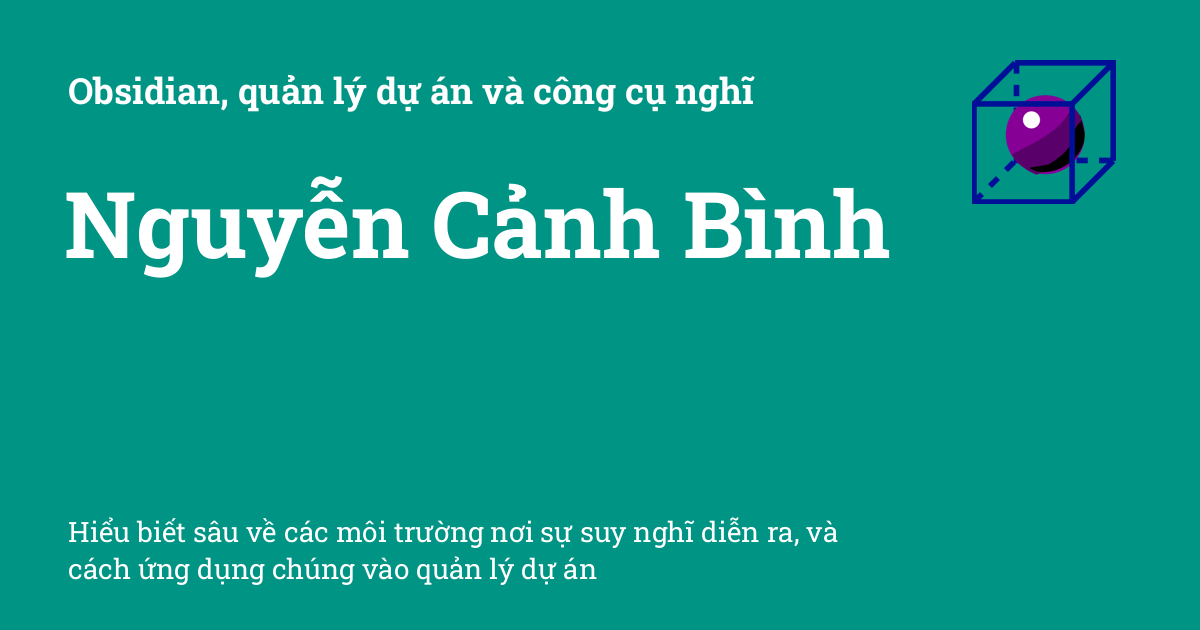 Obsidian, quản lý dự án và công cụ nghĩ
Nguyễn Cảnh Bình
Hiểu biết sâu về các môi trường nơi sự suy nghĩ diễn ra, và
cách ứng dụng chúng vào quản lý dự án